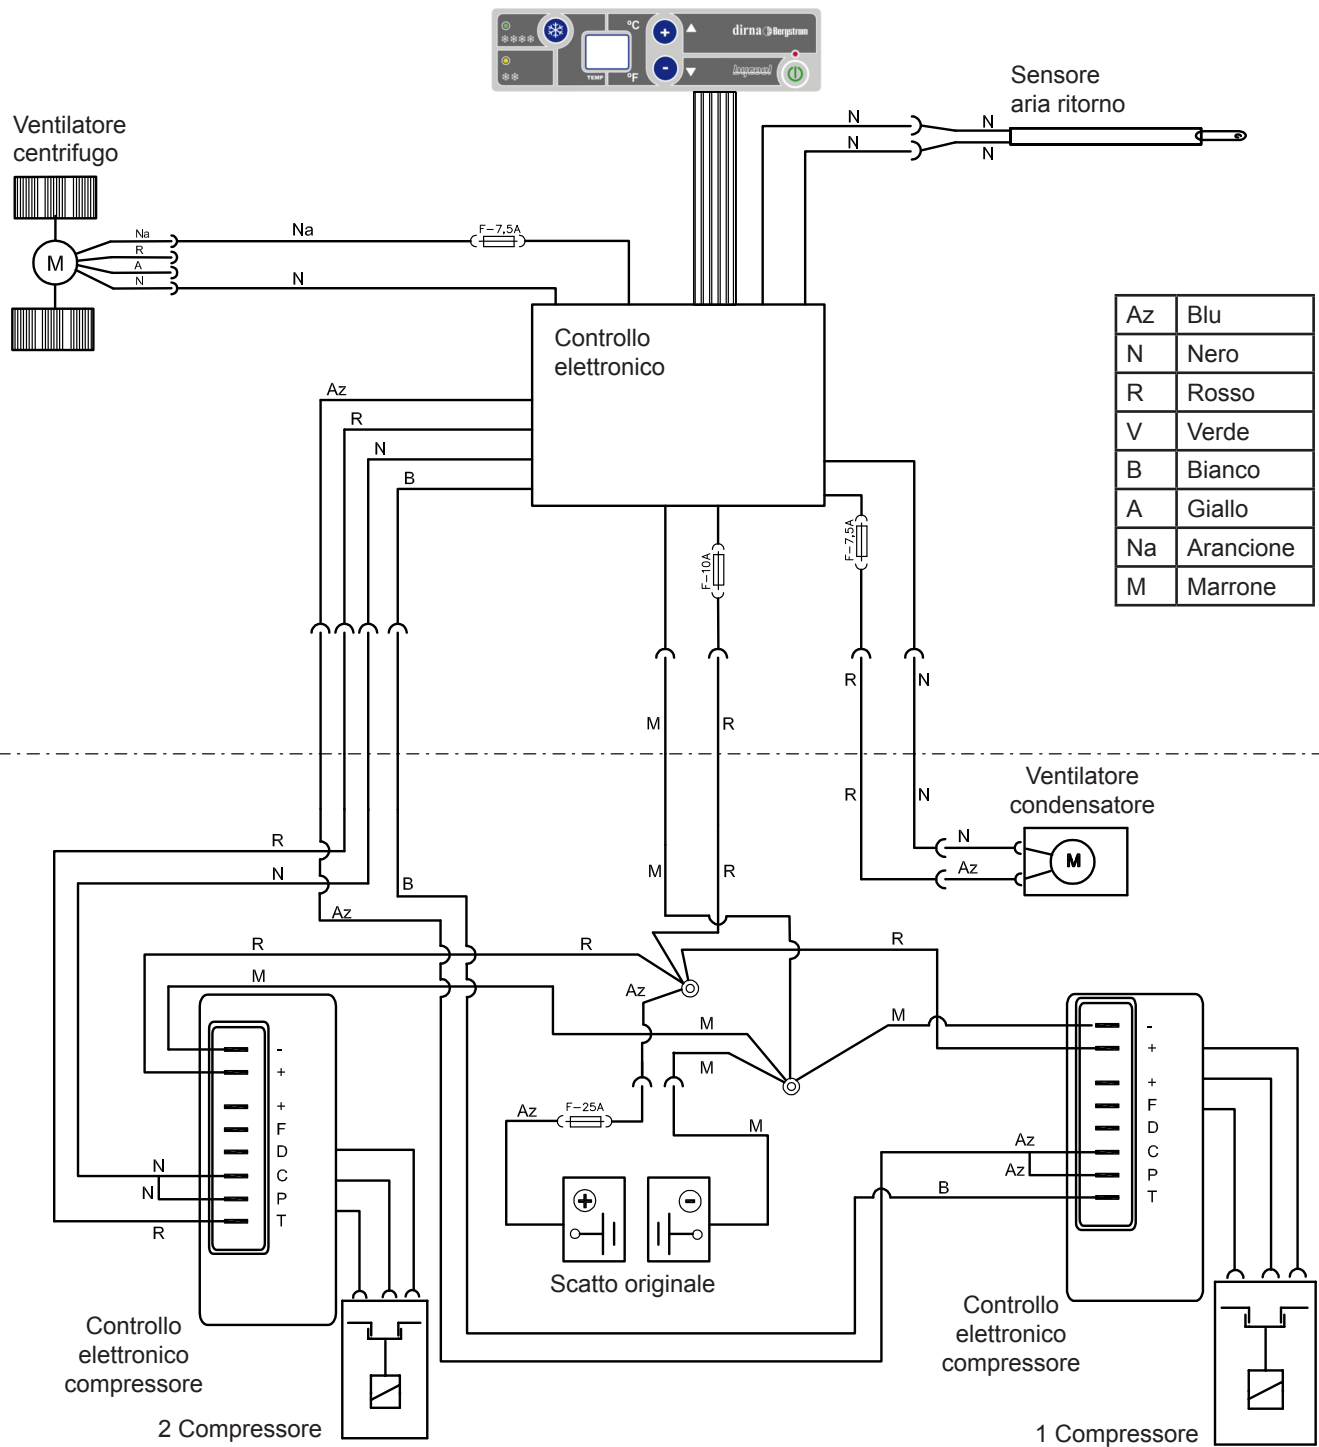 °C
°F
TEMP
dirna Bergstrom
bycool
Sensore
aria ritorno
N
N
N
N
Ventilatore
centrifugo
M
Na
R
A
N
Na
N
F-7,5A
Controllo
elettronico
Az Blu
N Nero
R Rosso
V Verde
B Bianco
A Giallo
Na Arancione
M Marrone
Az
R
N
B
F-10A
F-7,5A
R
N
M
R
Ventilatore
condensatore
R
N
N
Az
M
R
N
B
Az
M
R
R
R
R
M
Az
M
M
M
-
+
+
F
D
C
P
T
N
N
R
Az
F-25A
M
+
-
Scatto originale
-
+
+
F
D
C
P
T
Az
Az
B
Controllo
elettronico
compressore
2 Compressore
Controllo
elettronico
compressore
1 Compressore